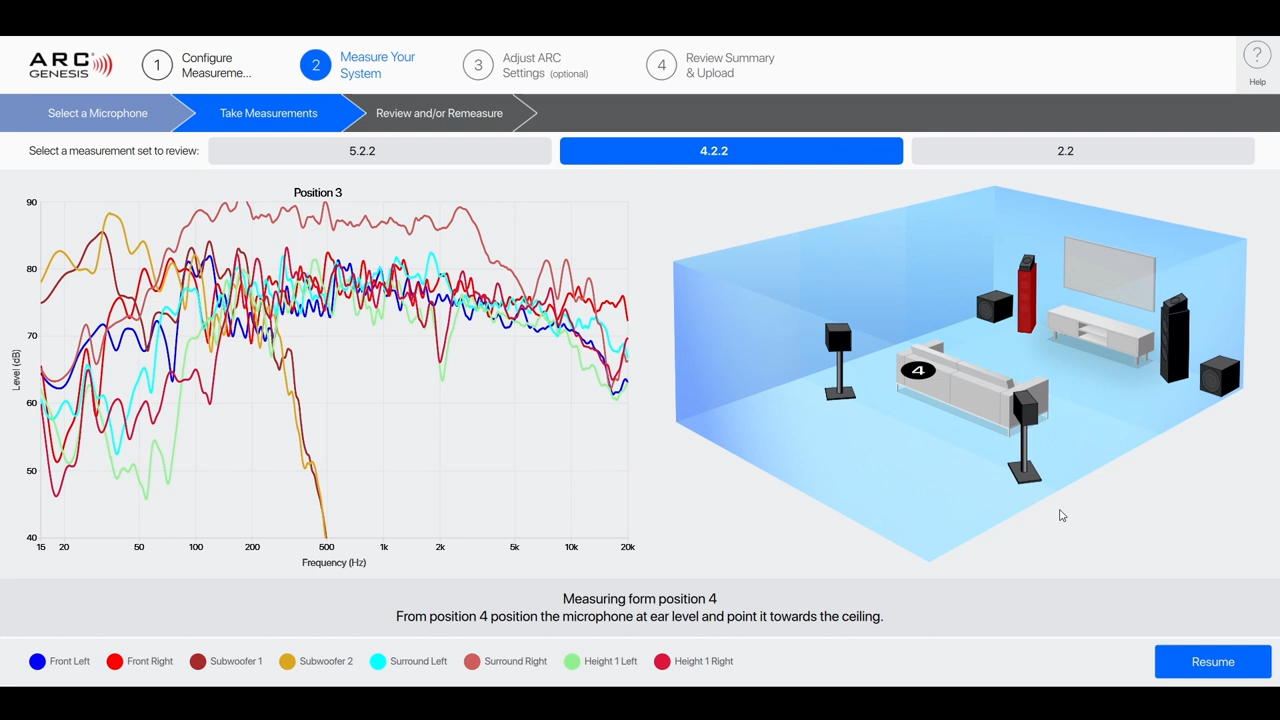 ARC
GENESIS
1
Configure
Measureme...
2
Measure Your
System
3
Adjust ARC
Settings (optional)
4
Review Summary
& Upload
?
Help
Select a Microphone
Take Measurements
Review and/or Remeasure
Select a measurement set to review:
5.2.2
4.2.2
2.2
Position 3
90
80
70
60
50
40
Level (dB)
15
20
50
100
200
500
1k
2k
5k
10k
20k
Frequency (Hz)
4
Measuring form position 4
From position 4 position the microphone at ear level and point it towards the ceiling.
Front Left
Front Right
Subwoofer 1
Subwoofer 2
Surround Left
Surround Right
Height 1 Left
Height 1 Right
Resume